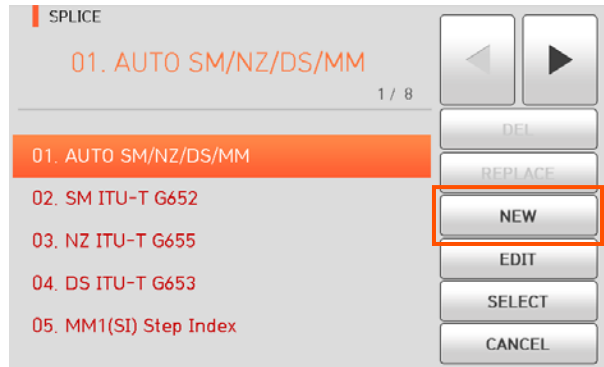 SPLICE
01. AUTO SM/NZ/DS/MM
1 / 8
01. AUTO SM/NZ/DS/MM
02. SM ITU-T G652
03. NZ ITU-T G655
04. DS ITU-T G653
05. MM1(SI) Step Index
DEL
REPLACE
NEW
EDIT
SELECT
CANCEL